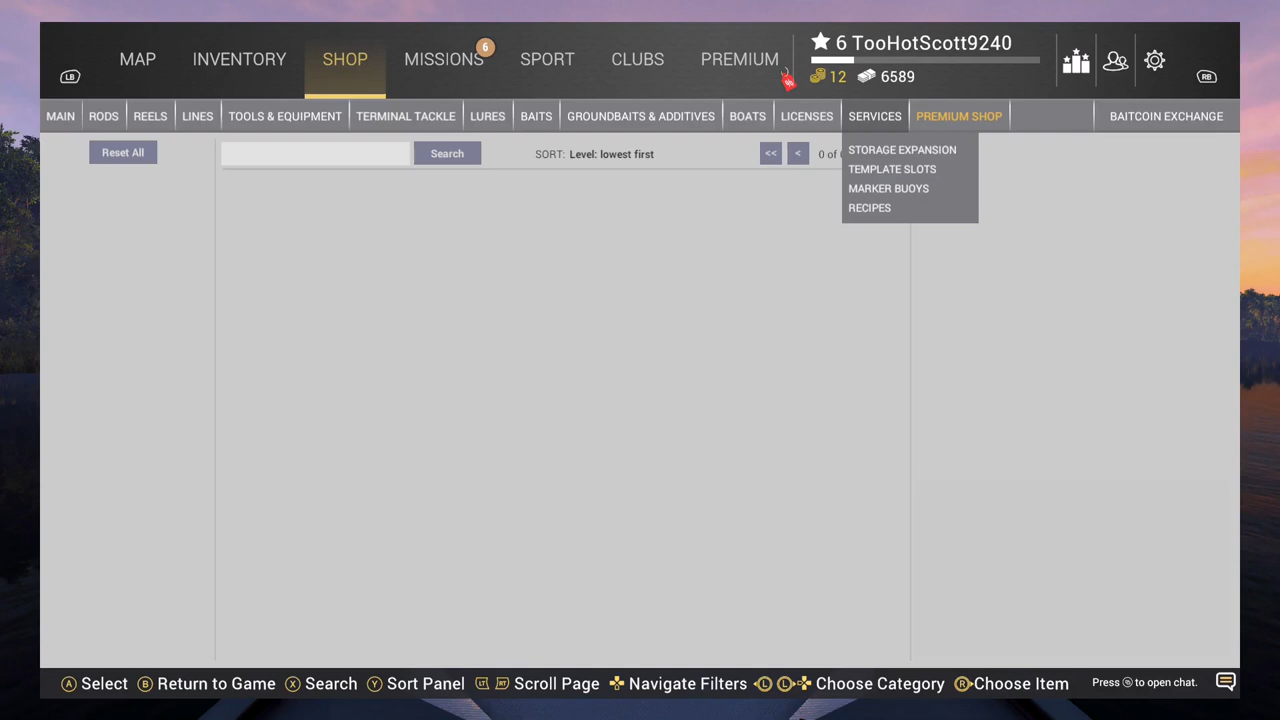 MAP INVENTORY SHOP MISSIONS 6 SPORT CLUBS PREMIUM
6 TooHotScott9240
12 6589
LB
RB
MAIN RODS REELS LINES TOOLS & EQUIPMENT TERMINAL TACKLE LURES BAITS GROUNDBAITS & ADDITIVES BOATS LICENSES SERVICES PREMIUM SHOP BAITCOIN EXCHANGE
Reset All Search SORT: Level: lowest first << < 0 of
STORAGE EXPANSION
TEMPLATE SLOTS
MARKER BUOYS
RECIPES
A Select B Return to Game X Search Y Sort Panel LT RT Scroll Page Navigate Filters L L Choose Category R Choose Item Press to open chat.